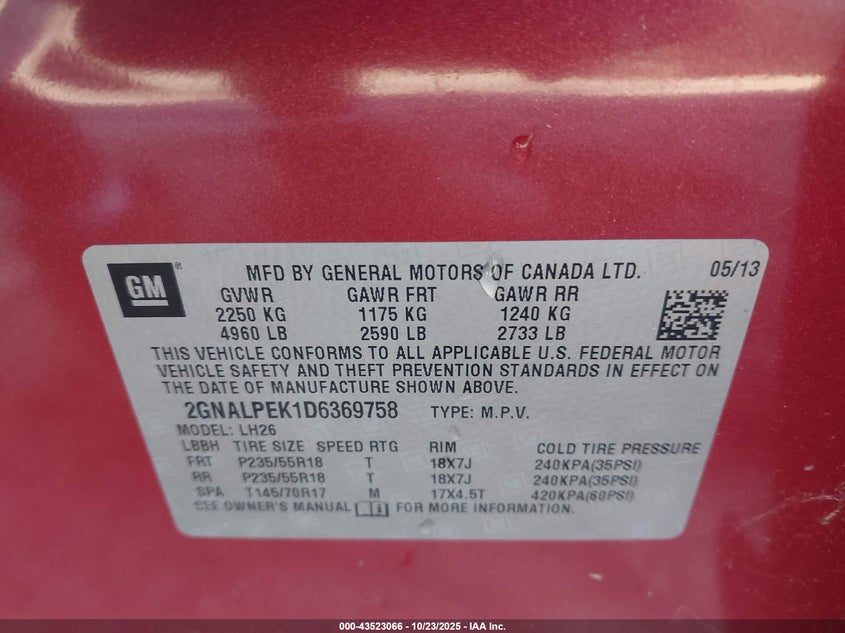 GM ®
MFD BY GENERAL MOTORS OF CANADA LTD. 05/13
GVWR GAWR FRT GAWR RR
2250 KG 1175 KG 1240 KG
4960 LB 2590 LB 2733 LB
THIS VEHICLE CONFORMS TO ALL APPLICABLE U.S. FEDERAL MOTOR
VEHICLE SAFETY AND THEFT PREVENTION STANDARDS IN EFFECT ON
THE DATE OF MANUFACTURE SHOWN ABOVE.
2GNALPEK1D6369758 TYPE: M.P.V.
MODEL: LH26
LBBH TIRE SIZE SPEED RTG RIM COLD TIRE PRESSURE
FRT P235/55R18 T 18X7J 240KPA(35PSI)
RR P235/55R18 T 18X7J 240KPA(35PSI)
SPA T145/70R17 M 17X4.5T 420KPA(60PSI)
SEE OWNER'S MANUAL FOR MORE INFORMATION.
000-43523066 - 10/23/2025 - IAA Inc.